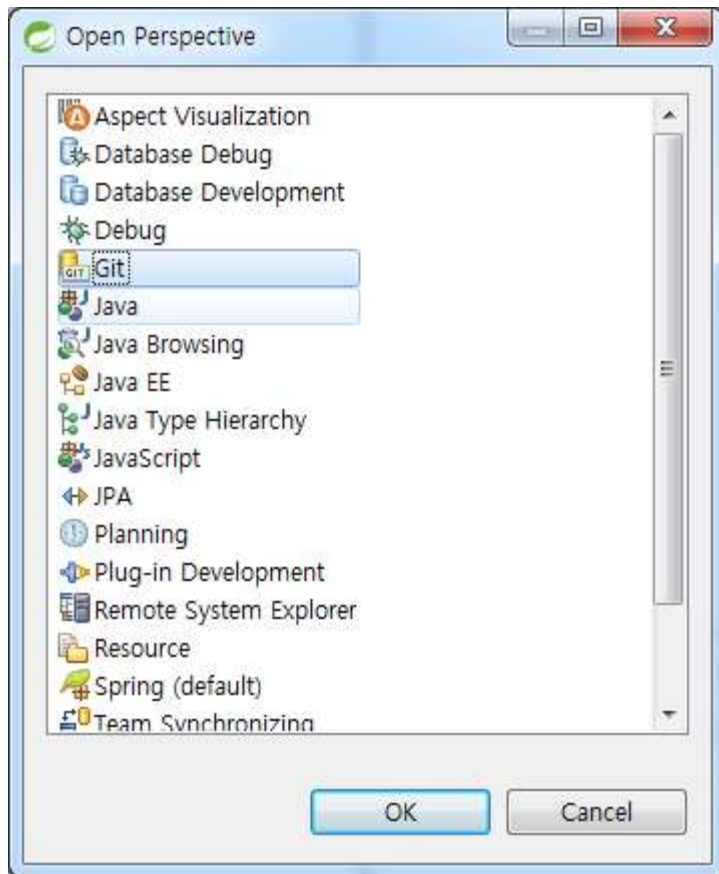 Open Perspective
Aspect Visualization
Database Debug
Database Development
Debug
GIT Git
Java
Java Browsing
Java EE
Java Type Hierarchy
JavaScript
JPA
Planning
Plug-in Development
Remote System Explorer
Resource
Spring (default)
Team Synchronizing
OK Cancel